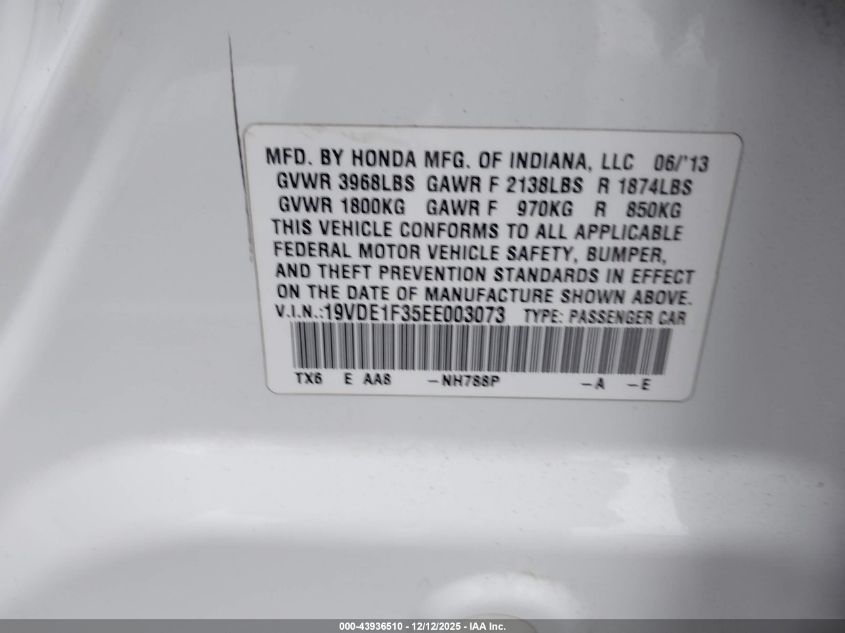 MFD. BY HONDA MFG. OF INDIANA, LLC 06/'13
GVWR 3968LBS GAWR F 2138LBS R 1874LBS
GVWR 1800KG GAWR F 970KG R 850KG
THIS VEHICLE CONFORMS TO ALL APPLICABLE
FEDERAL MOTOR VEHICLE SAFETY, BUMPER,
AND THEFT PREVENTION STANDARDS IN EFFECT
ON THE DATE OF MANUFACTURE SHOWN ABOVE.
V.I.N.:19VDE1F35EE003073 TYPE: PASSENGER CAR
TX6 E AA8 -NH788P -A -E
000-43936510 - 12/12/2025 - IAA Inc.